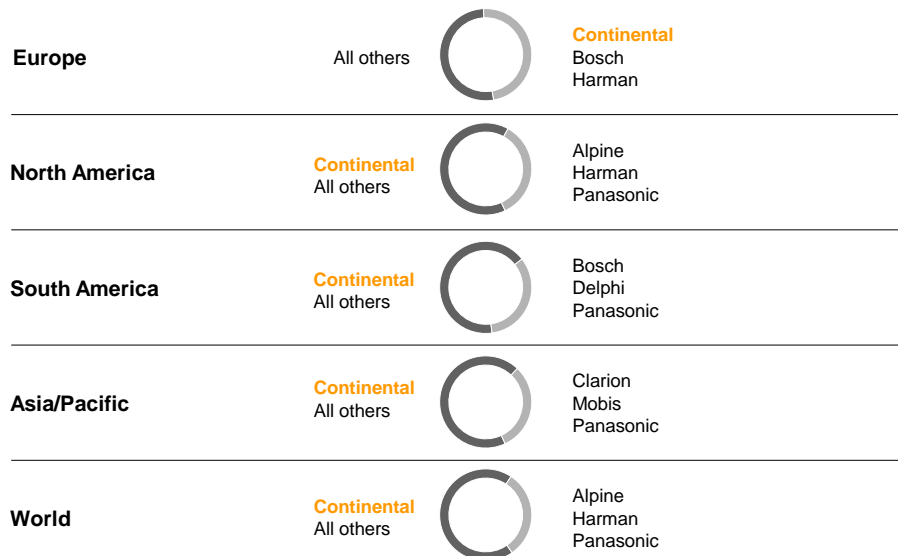 Europe
All others
Continental
Bosch
Harman
North America
Continental
All others
Alpine
Harman
Panasonic
South America
Continental
All others
Bosch
Delphi
Panasonic
Asia/Pacific
Continental
All others
Clarion
Mobis
Panasonic
World
Continental
All others
Alpine
Harman
Panasonic